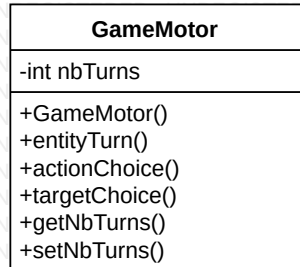 GameMotor
-int nbTurns
+GameMotor()
+entityTurn()
+actionChoice()
+targetChoice()
+getNbTurns()
+setNbTurns()